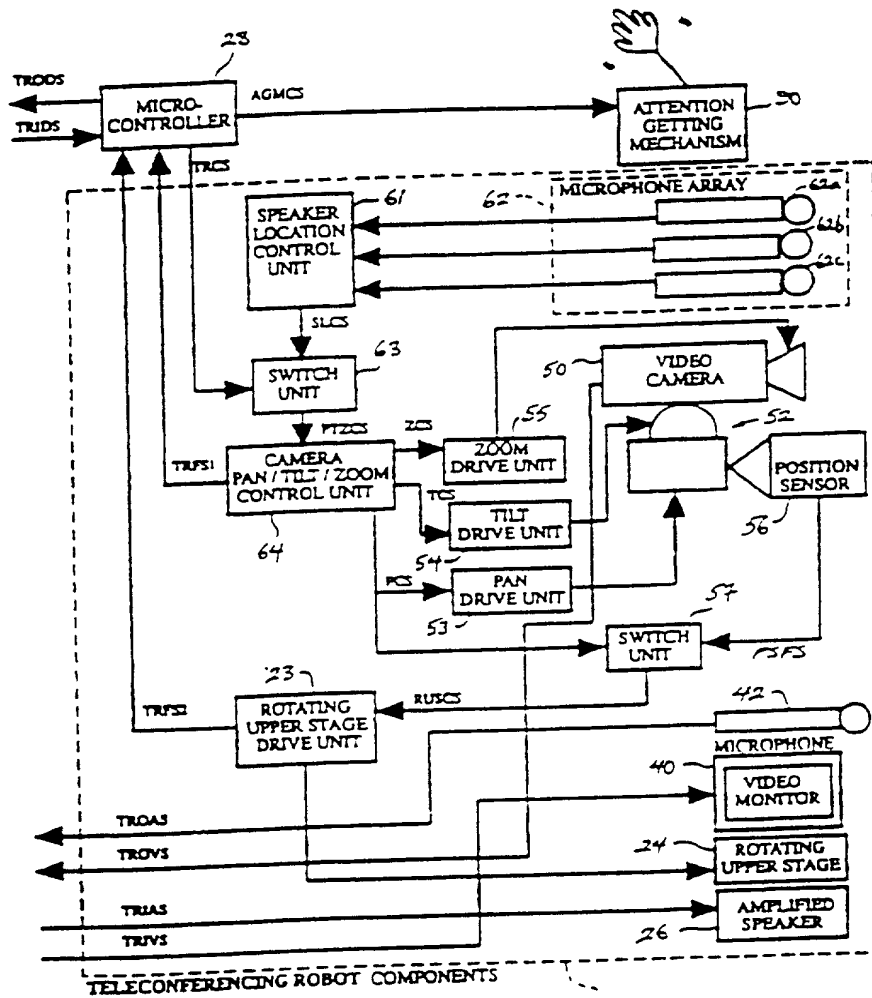 28
TRODS
TRIDS
MICRO-
CONTROLLER
AGMCS
ATTENTION
GETTING
MECHANISM
TRCS
61
SPEAKER
LOCATION
CONTROL
UNIT
62
MICROPHONE ARRAY
62a
62b
62c
SLCS
63
SWITCH
UNIT
50
VIDEO
CAMERA
PTZCS
ZCS
55
ZOOM
DRIVE UNIT
52
TRFS1
CAMERA
PAN / TILT / ZOOM
CONTROL UNIT
64
TCS
TILT
DRIVE UNIT
54
POSITION
SENSOR
56
PCS
PAN
DRIVE UNIT
53
57
SWITCH
UNIT
PSFS
23
TRFS2
ROTATING
UPPER STAGE
DRIVE UNIT
RUSCS
42
MICROPHONE
40
VIDEO
MONITOR
TROAS
TROVS
24
ROTATING
UPPER STAGE
TRIAS
TRIVS
26
AMPLIFIED
SPEAKER
TELECONFERENCING ROBOT COMPONENTS